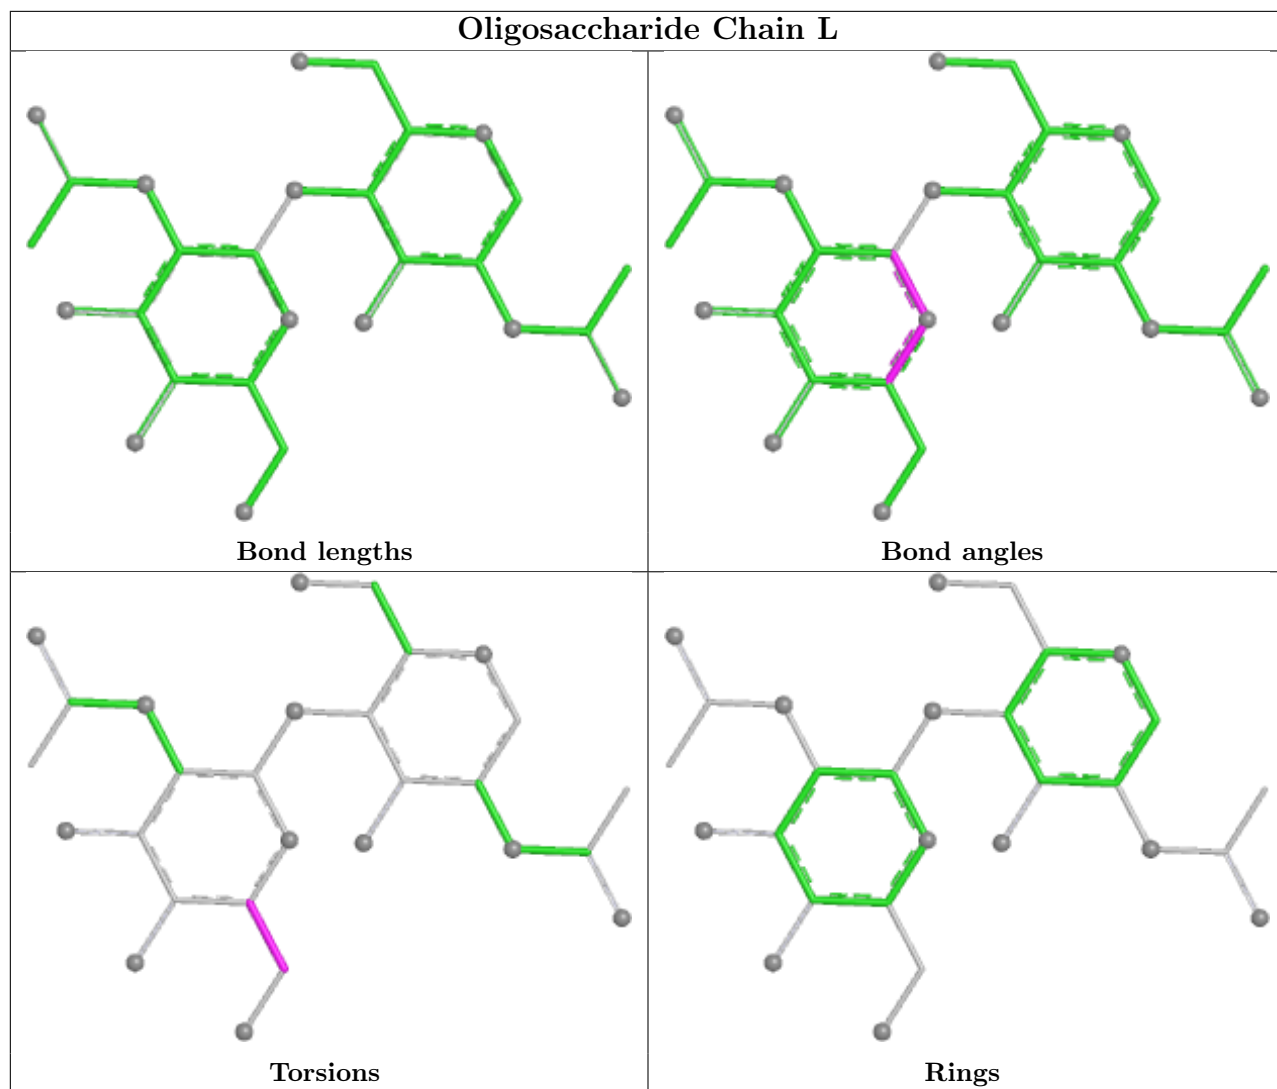 Oligosaccharide Chain L
Bond lengths
Bond angles
Torsions
Rings